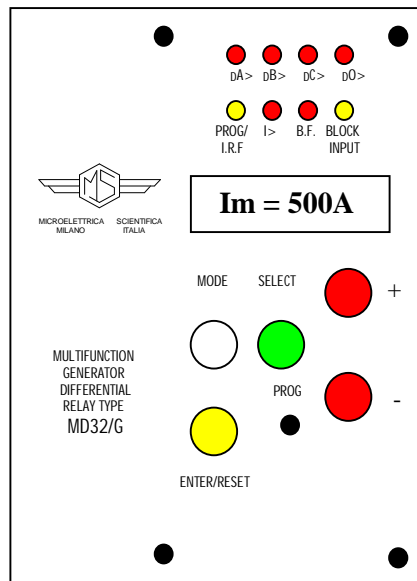 DA> DB> DC> DO>
PROG/ I> B.F. BLOCK
I.R.F INPUT
MS
MICROELETTRICA SCIENTIFICA
MILANO ITALIA
Im = 500A
MODE SELECT
+
MULTIFUNCTION
GENERATOR
DIFFERENTIAL
RELAY TYPE
MD32/G
PROG
-
ENTER/RESET